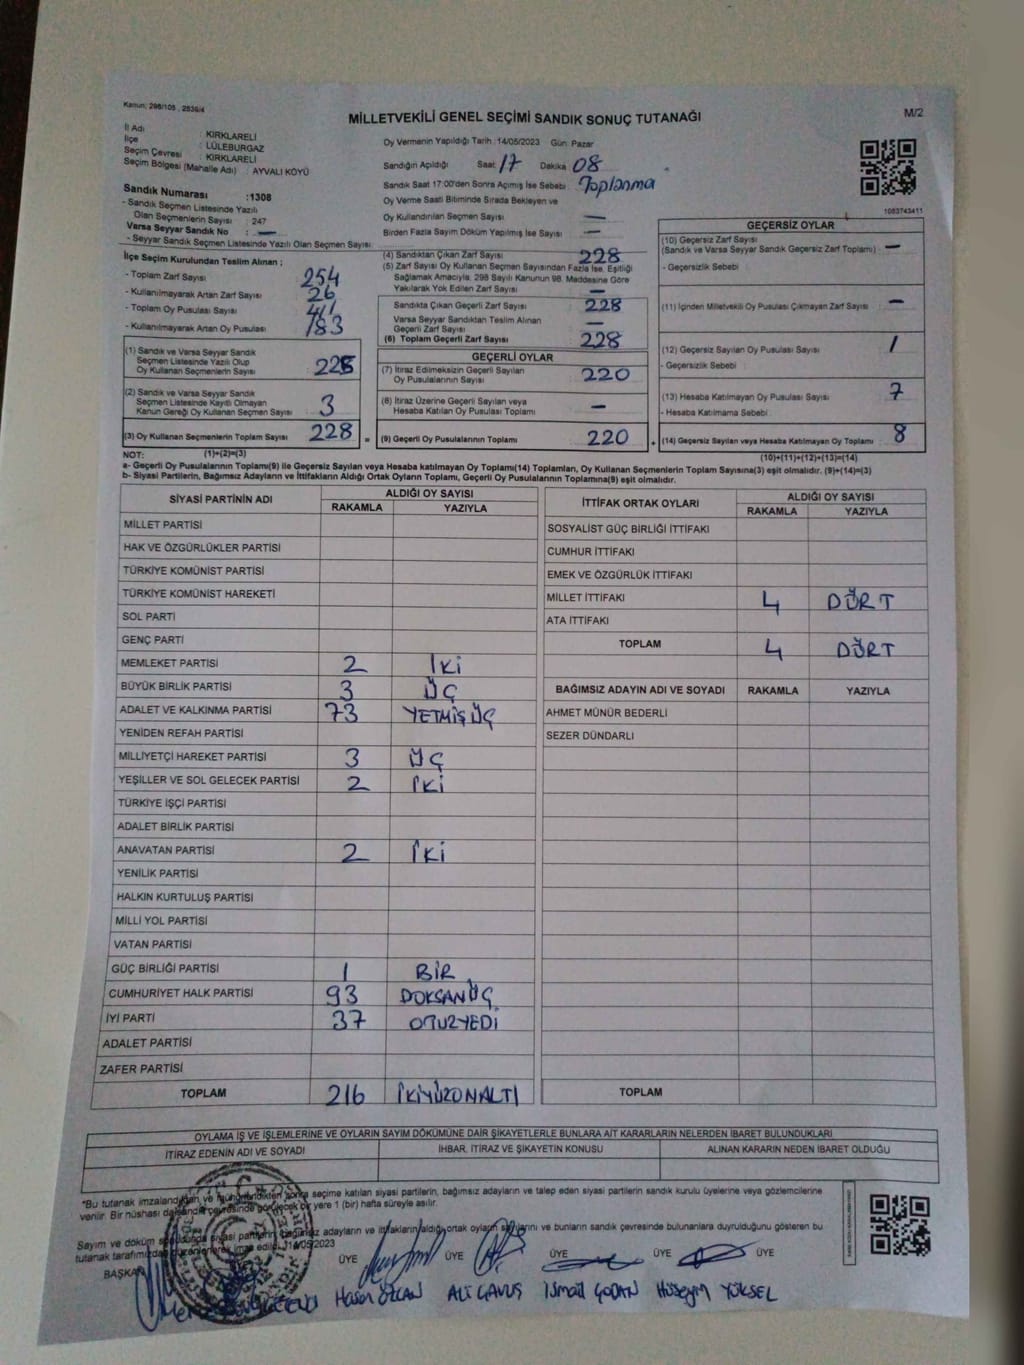 Kanun; 298/105 , 2839/4
MİLLETVEKİLİ GENEL SEÇİMİ SANDIK SONUÇ TUTANAĞI
M/2
İl Adı : KIRKLARELİ
İlçe : LÜLEBURGAZ
Seçim Çevresi : KIRKLARELİ
Seçim Bölgesi (Mahalle Adı) : AYVALI KÖYÜ
Sandık Numarası :1308
- Sandık Seçmen Listesinde Yazılı
Olan Seçmenlerin Sayısı : 247
Varsa Seyyar Sandık No : —
- Seyyar Sandık Seçmen Listesinde Yazılı Olan Seçmen Sayısı :
Oy Vermenin Yapıldığı Tarih :14/05/2023 Gün: Pazar
Sandığın Açıldığı Saat 17 Dakika 08
Sandık Saat 17:00'den Sonra Açımış İse Sebebi : Toplanma
Oy Verme Saati Bitiminde Sırada Bekleyen ve
Oy Kullandırılan Seçmen Sayısı : —
Birden Fazla Sayım Döküm Yapılmış İse Sayısı : —
1083743411
İlçe Seçim Kurulundan Teslim Alınan ;
- Toplam Zarf Sayısı 254
- Kullanılmayarak Artan Zarf Sayısı 26
- Toplam Oy Pusulası Sayısı
- Kullanılmayarak Artan Oy Pusulası 183
(1) Sandık ve Varsa Seyyar Sandık
Seçmen Listesinde Yazılı Olup
Oy Kullanan Seçmenlerin Sayısı 225
(2) Sandık ve Varsa Seyyar Sandık
Seçmen Listesinde Kayıtlı Olmayan
Kanun Gereği Oy Kullanan Seçmen Sayısı 3
(3) Oy Kullanan Seçmenlerin Toplam Sayısı 228 =
(1)+(2)=(3)
(4) Sandıktan Çıkan Zarf Sayısı 228
(5) Zarf Sayısı Oy Kullanan Seçmen Sayısından Fazla İse, Eşitliği
Sağlamak Amacıyla, 298 Sayılı Kanunun 98. Maddesine Göre
Yakılarak Yok Edilen Zarf Sayısı —
Sandıkta Çıkan Geçerli Zarf Sayısı 228
Varsa Seyyar Sandıktan Teslim Alınan
Geçerli Zarf Sayısı —
(6) Toplam Geçerli Zarf Sayısı 228
GEÇERLİ OYLAR
(7) İtiraz Edilmeksizin Geçerli Sayılan
Oy Pusulalarının Sayısı 220
(8) İtiraz Üzerine Geçerli Sayılan veya
Hesaba Katılan Oy Pusulası Toplamı —
(9) Geçerli Oy Pusulalarının Toplamı 220 +
GEÇERSİZ OYLAR
(10) Geçersiz Zarf Sayısı
(Sandık ve Varsa Seyyar Sandık Geçersiz Zarf Toplamı) —
- Geçersizlik Sebebi :
(11) İçinden Milletvekili Oy Pusulası Çıkmayan Zarf Sayısı : —
(12) Geçersiz Sayılan Oy Pusulası Sayısı 1
- Geçersizlik Sebebi :
(13) Hesaba Katılmayan Oy Pusulası Sayısı 7
- Hesaba Katılmama Sebebi :
(14) Geçersiz Sayılan veya Hesaba Katılmayan Oy Toplamı 8
(10)+(11)+(12)+(13)=(14)
NOT:
a- Geçerli Oy Pusulalarının Toplamı(9) ile Geçersiz Sayılan veya Hesaba katılmayan Oy Toplamı(14) Toplamları, Oy Kullanan Seçmenlerin Toplam Sayısına(3) eşit olmalıdır. (9)+(14)=(3)
b- Siyasi Partilerin, Bağımsız Adayların ve İttifakların Aldığı Ortak Oyların Toplamı, Geçerli Oy Pusulalarının Toplamına(9) eşit olmalıdır.
SİYASİ PARTİNİN ADI ALDIĞI OY SAYISI
RAKAMLA YAZIYLA
MİLLET PARTİSİ
HAK VE ÖZGÜRLÜKLER PARTİSİ
TÜRKİYE KOMÜNİST PARTİSİ
TÜRKİYE KOMÜNİST HAREKETİ
SOL PARTİ
GENÇ PARTİ
MEMLEKET PARTİSİ 2 İKİ
BÜYÜK BİRLİK PARTİSİ 3 ÜÇ
ADALET VE KALKINMA PARTİSİ 73 YETMİŞ ÜÇ
YENİDEN REFAH PARTİSİ
MİLLİYETÇİ HAREKET PARTİSİ 3 ÜÇ
YEŞİLLER VE SOL GELECEK PARTİSİ 2 İKİ
TÜRKİYE İŞÇİ PARTİSİ
ADALET BİRLİK PARTİSİ
ANAVATAN PARTİSİ 2 İKİ
YENİLİK PARTİSİ
HALKIN KURTULUŞ PARTİSİ
MİLLİ YOL PARTİSİ
VATAN PARTİSİ
GÜÇ BİRLİĞİ PARTİSİ 1 BİR
CUMHURİYET HALK PARTİSİ 93 DOKSANÜÇ
İYİ PARTİ 37 OTUZYEDİ
ADALET PARTİSİ
ZAFER PARTİSİ
TOPLAM 216 İKİYÜZONALTI
İTTİFAK ORTAK OYLARI ALDIĞI OY SAYISI
RAKAMLA YAZIYLA
SOSYALİST GÜÇ BİRLİĞİ İTTİFAKI
CUMHUR İTTİFAKI
EMEK VE ÖZGÜRLÜK İTTİFAKI
MİLLET İTTİFAKI 4 DÖRT
ATA İTTİFAKI
TOPLAM 4 DÖRT
BAĞIMSIZ ADAYIN ADI VE SOYADI RAKAMLA YAZIYLA
AHMET MÜNÜR BEDERLİ
SEZER DÜNDARLI
TOPLAM
OYLAMA İŞ VE İŞLEMLERİNE VE OYLARIN SAYIM DÖKÜMÜNE DAİR ŞİKAYETLERLE BUNLARA AİT KARARLARIN NELERDEN İBARET BULUNDUKLARI
İTİRAZ EDENİN ADI VE SOYADI İHBAR, İTİRAZ VE ŞİKAYETİN KONUSU ALINAN KARARIN NEDEN İBARET OLDUĞU
"Bu tutanak imzalandıktan ve mühürlendikten sonra seçime katılan siyasi partilerin, bağımsız adayların ve talep eden siyasi partilerin sandık kurulu üyelerine veya gözlemcilerine
verilir. Bir nüshası da sandık çevresinde görülecek bir yere 1 (bir) hafta süreyle asılır.
Sayım ve döküm sonucunda siyasi partilerin, bağımsız adayların ve ittifakların aldığı ortak oyların sayılarını ve bunların sandık çevresinde bulunanlara duyurulduğunu gösteren bu
tutanak tarafımızdan düzenlenerek imza edildi. 14/05/2023
BAŞKAN ÜYE ÜYE ÜYE ÜYE ÜYE
Hasan ÖZCAN ALİ ÇAVUŞ İsmail ÇOBAN Hüseyin YÜKSEL